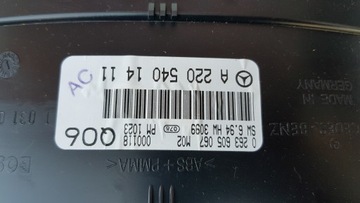 A 220 540 14 11
AC
0 263 605 067 M02 000118
SW 6.94 HW 3099 PM 1023
Q06
MADE IN
GERMANY
>ABS+PMMA<